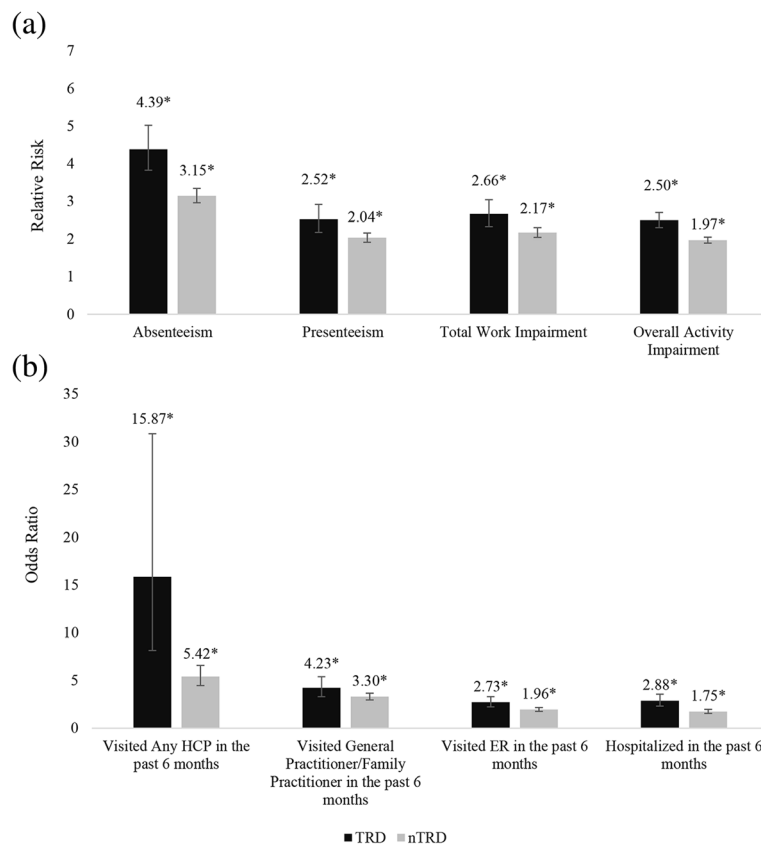 (a)
7
6
5
4
3
2
1
0
Relative Risk
4.39*
3.15*
2.52*
2.04*
2.66*
2.17*
2.50*
1.97*
Absenteeism
Presenteeism
Total Work Impairment
Overall Activity
Impairment
(b)
35
30
25
20
15
10
5
0
Odds Ratio
15.87*
5.42*
4.23*
3.30*
2.73*
1.96*
2.88*
1.75*
Visited Any HCP in the
past 6 months
Visited General
Practitioner/Family
Practitioner in the past 6
months
Visited ER in the past 6
months
Hospitalized in the past 6
months
TRD
nTRD